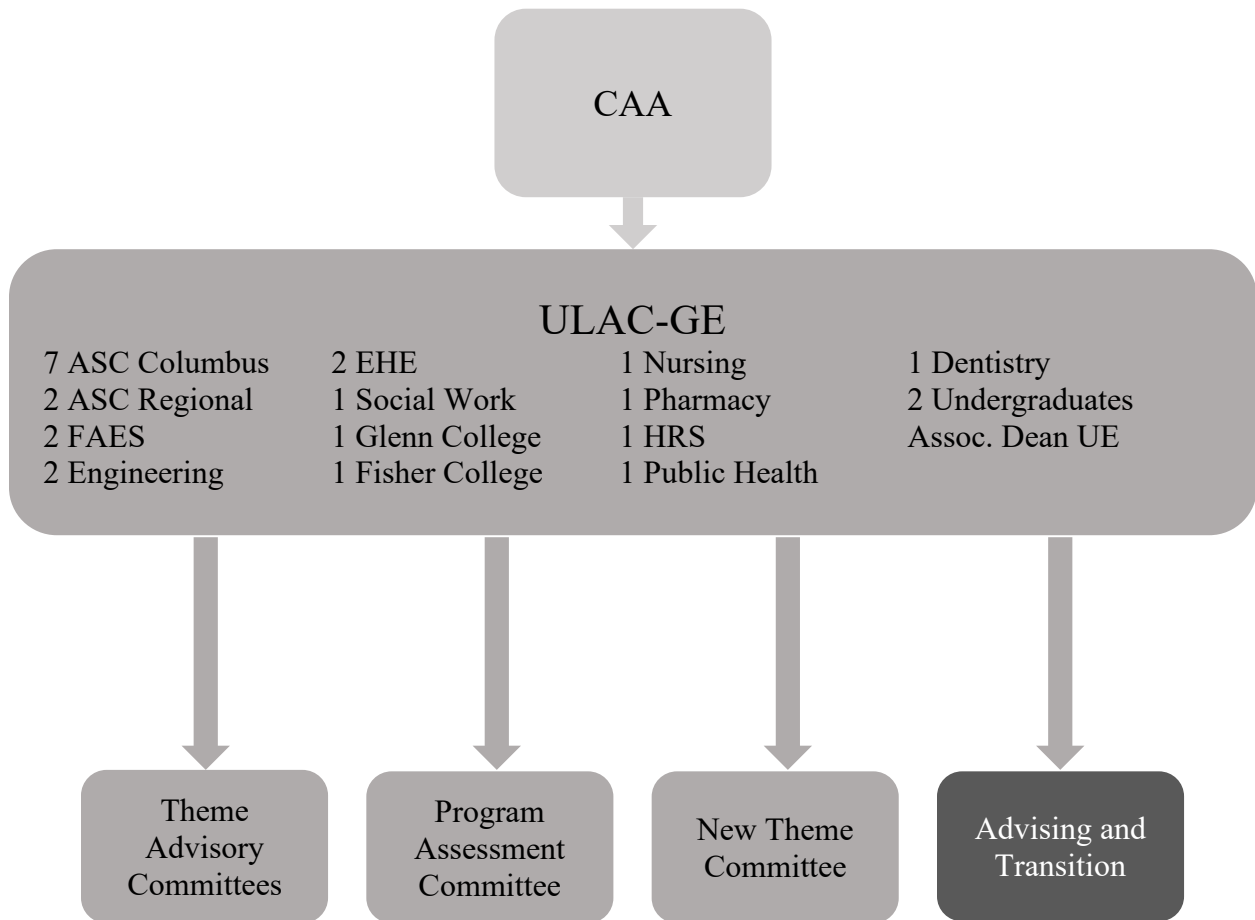 CAA
ULAC-GE
7 ASC Columbus
2 ASC Regional
2 FAES
2 Engineering
2 EHE
1 Social Work
1 Glenn College
1 Fisher College
1 Nursing
1 Pharmacy
1 HRS
1 Public Health
1 Dentistry
2 Undergraduates
Assoc. Dean UE
Theme
Advisory
Committees
Program
Assessment
Committee
New Theme
Committee
Advising and
Transition